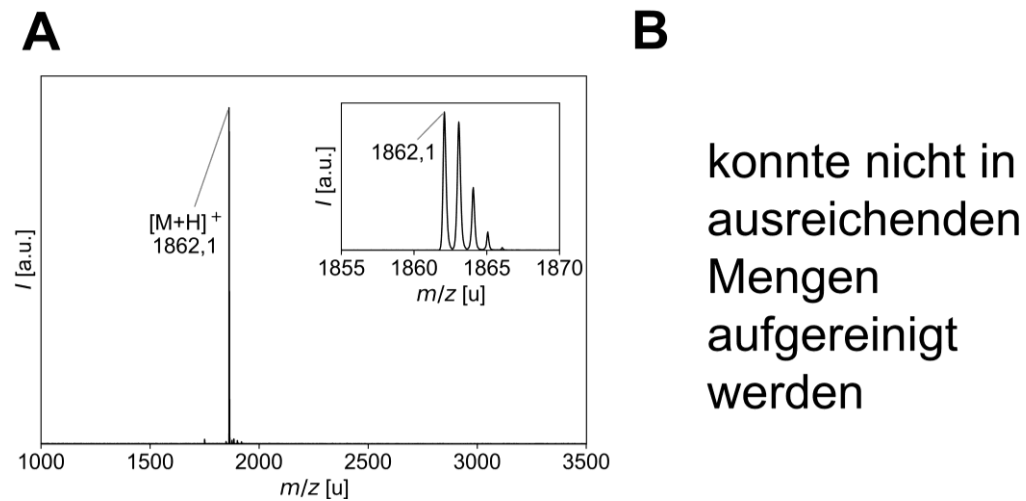 A
B
I [a.u.]
[M+H]+
1862,1
1000
1500
2000
2500
3000
3500
m/z [u]
I [a.u.]
1862,1
1855
1860
1865
1870
m/z [u]
konnte nicht in
ausreichenden
Mengen
aufgereinigt
werden